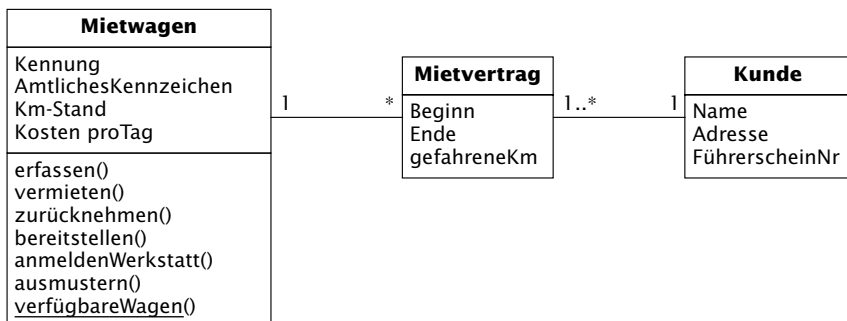 Mietwagen
Kennung
AmtlichesKennzeichen
Km-Stand
Kosten proTag
erfassen()
vermieten()
zurücknehmen()
bereitstellen()
anmeldenWerkstatt()
ausmustern()
verfügbareWagen()
1
*
Mietvertrag
Beginn
Ende
gefahreneKm
1..*
1
Kunde
Name
Adresse
FührerscheinNr